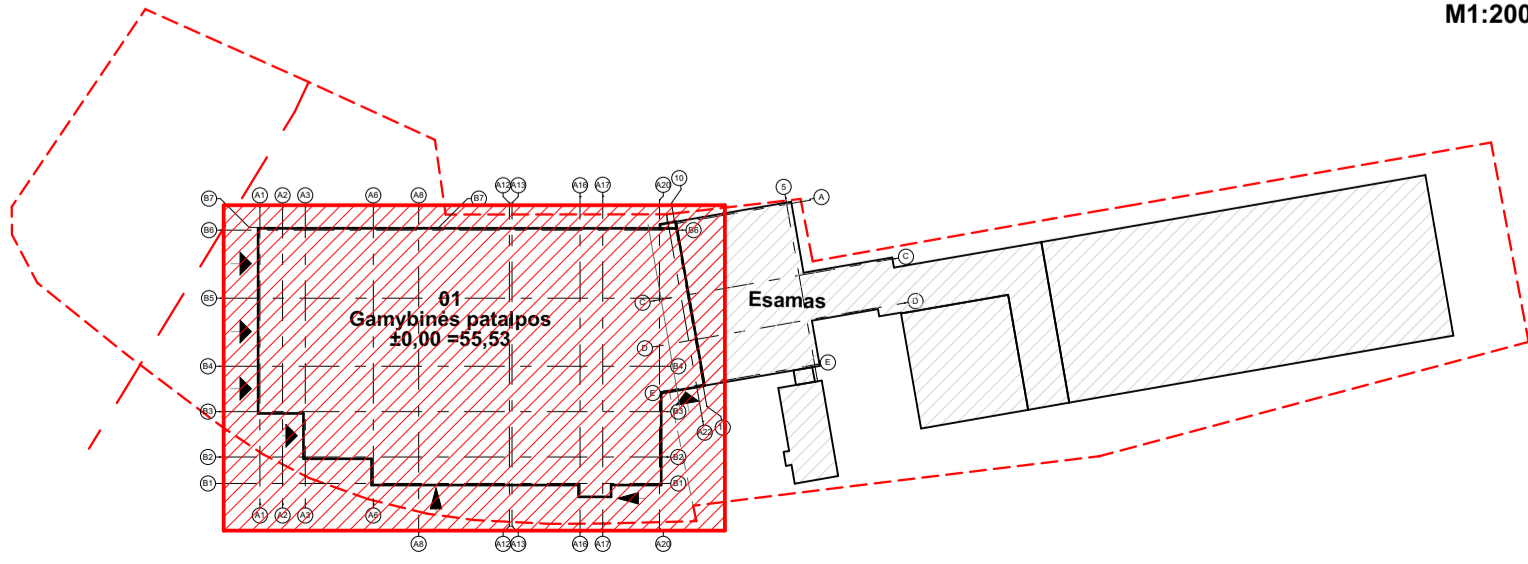 M1:200
10
5
A
A1
A2
A3
A6
A8
A12
A13
A16
A17
A20
B7
B7
B6
B6
C
B5
C
D
01
Gamybinės patalpos
±0,00 =55,53
Esamas
D
B4
B4
E
E
B3
B3
A22
1
B2
B2
B1
B1
A1
A2
A3
A6
A8
A12
A13
A16
A17
A20